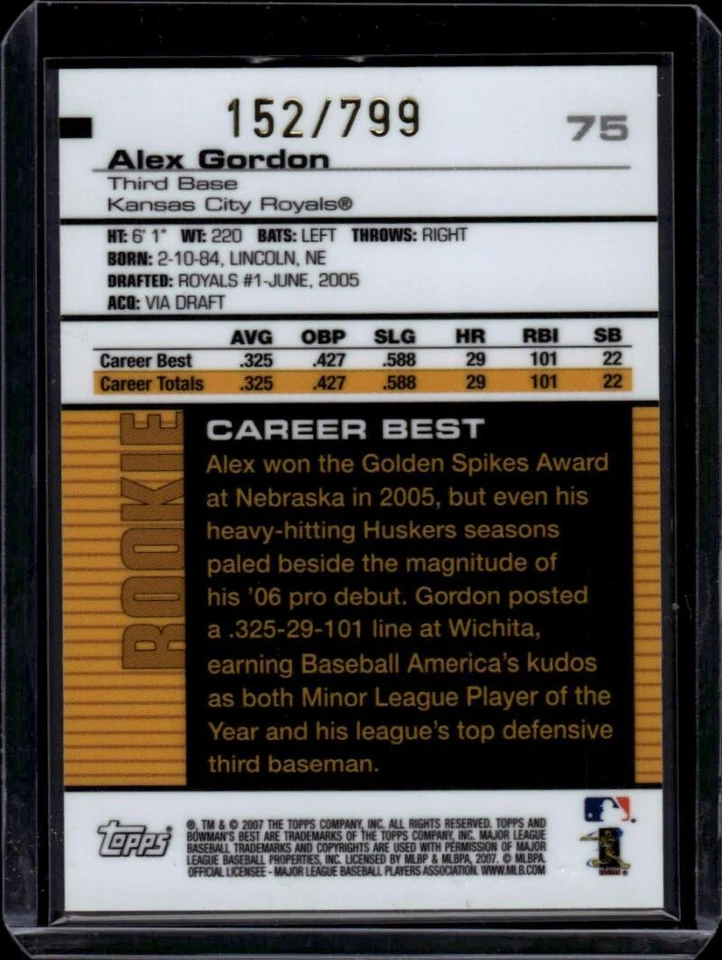 152/799
75
Alex Gordon
Third Base
Kansas City Royals®
HT: 6' 1" WT: 220 BATS: LEFT THROWS: RIGHT
BORN: 2-10-84, LINCOLN, NE
DRAFTED: ROYALS #1-JUNE, 2005
ACQ: VIA DRAFT
AVG OBP SLG HR RBI SB
Career Best .325 .427 .588 29 101 22
Career Totals .325 .427 .588 29 101 22
ROOKIE
CAREER BEST
Alex won the Golden Spikes Award
at Nebraska in 2005, but even his
heavy-hitting Huskers seasons
paled beside the magnitude of
his '06 pro debut. Gordon posted
a .325-29-101 line at Wichita,
earning Baseball America's kudos
as both Minor League Player of the
Year and his league's top defensive
third baseman.
Topps®
®, TM & © 2007 THE TOPPS COMPANY, INC. ALL RIGHTS RESERVED. TOPPS AND
BOWMAN'S BEST ARE TRADEMARKS OF THE TOPPS COMPANY, INC. MAJOR LEAGUE
BASEBALL TRADEMARKS AND COPYRIGHTS ARE USED WITH PERMISSION OF MAJOR
LEAGUE BASEBALL PROPERTIES, INC. LICENSED BY MLBP & MLBPA, 2007. © MLBPA.
OFFICIAL LICENSEE - MAJOR LEAGUE BASEBALL PLAYERS ASSOCIATION. WWW.MLB.COM